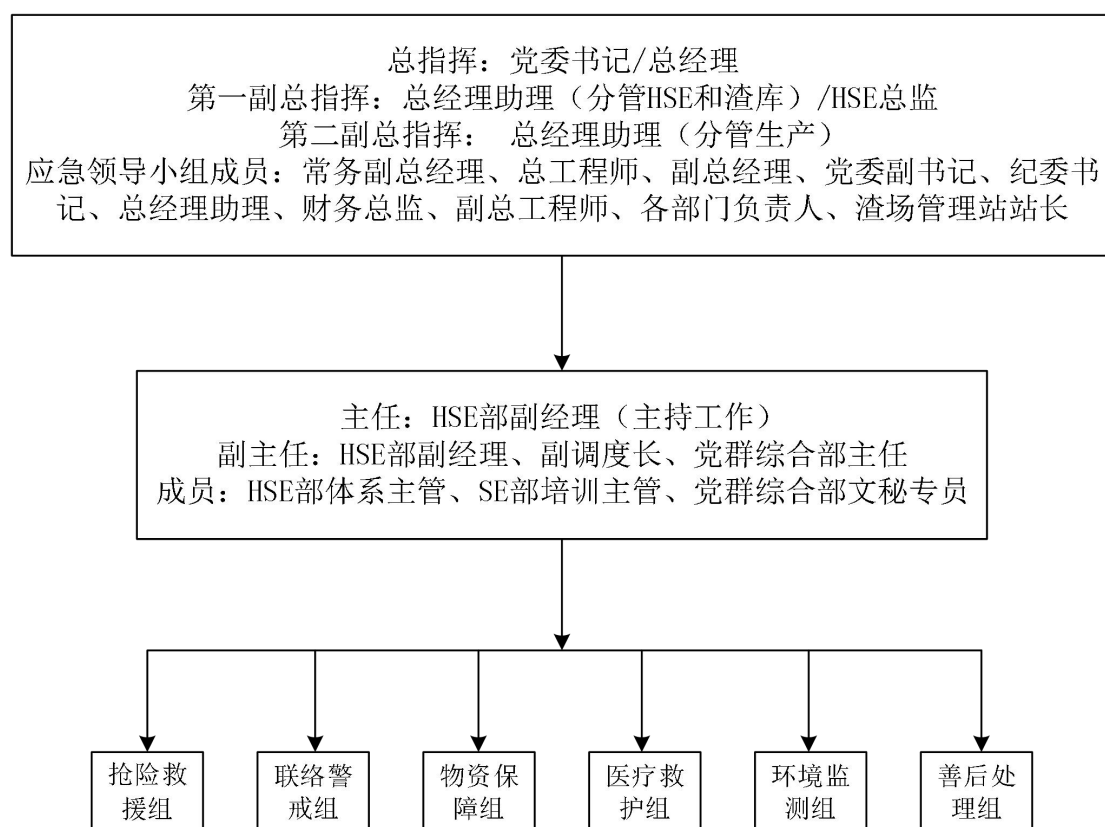 总指挥：党委书记/总经理
第一副总指挥：总经理助理（分管HSE和渣库）/HSE总监
第二副总指挥： 总经理助理（分管生产）
应急领导小组成员：常务副总经理、总工程师、副总经理、党委副书记、纪委书
记、总经理助理、财务总监、副总工程师、各部门负责人、渣场管理站站长
主任：HSE部副经理（主持工作）
副主任：HSE部副经理、副调度长、党群综合部主任
成员：HSE部体系主管、SE部培训主管、党群综合部文秘专员
抢险救
援组
联络警
戒组
物资保
障组
医疗救
护组
环境监
测组
善后处
理组